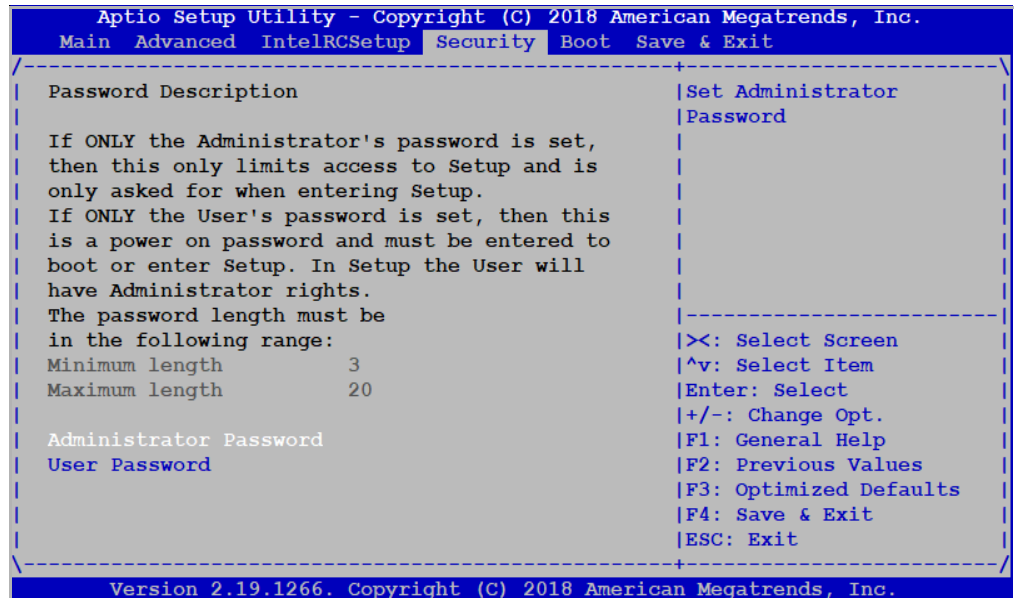 Aptio Setup Utility - Copyright (C) 2018 American Megatrends, Inc.
Main Advanced IntelRCSetup Security Boot Save & Exit
Password Description
If ONLY the Administrator's password is set,
then this only limits access to Setup and is
only asked for when entering Setup.
If ONLY the User's password is set, then this
is a power on password and must be entered to
boot or enter Setup. In Setup the User will
have Administrator rights.
The password length must be
in the following range:
Minimum length 3
Maximum length 20
Administrator Password
User Password
Set Administrator
Password
><: Select Screen
^v: Select Item
Enter: Select
+/-: Change Opt.
F1: General Help
F2: Previous Values
F3: Optimized Defaults
F4: Save & Exit
ESC: Exit
Version 2.19.1266. Copyright (C) 2018 American Megatrends, Inc.